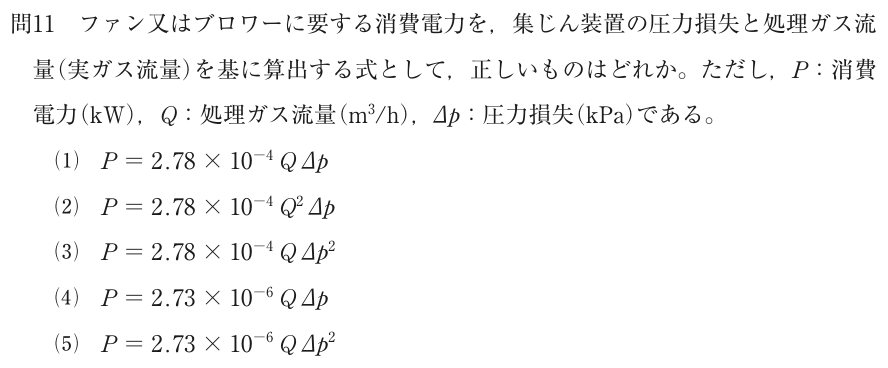 問11　ファン又はブロワーに要する消費電力を，集じん装置の圧力損失と処理ガス流
量(実ガス流量)を基に算出する式として，正しいものはどれか。ただし，P：消費
電力(kW)，Q：処理ガス流量(m³/h)，Δp：圧力損失(kPa)である。
(1)　P = 2.78 × 10⁻⁴ Q Δp
(2)　P = 2.78 × 10⁻⁴ Q² Δp
(3)　P = 2.78 × 10⁻⁴ Q Δp²
(4)　P = 2.73 × 10⁻⁶ Q Δp
(5)　P = 2.73 × 10⁻⁶ Q Δp²